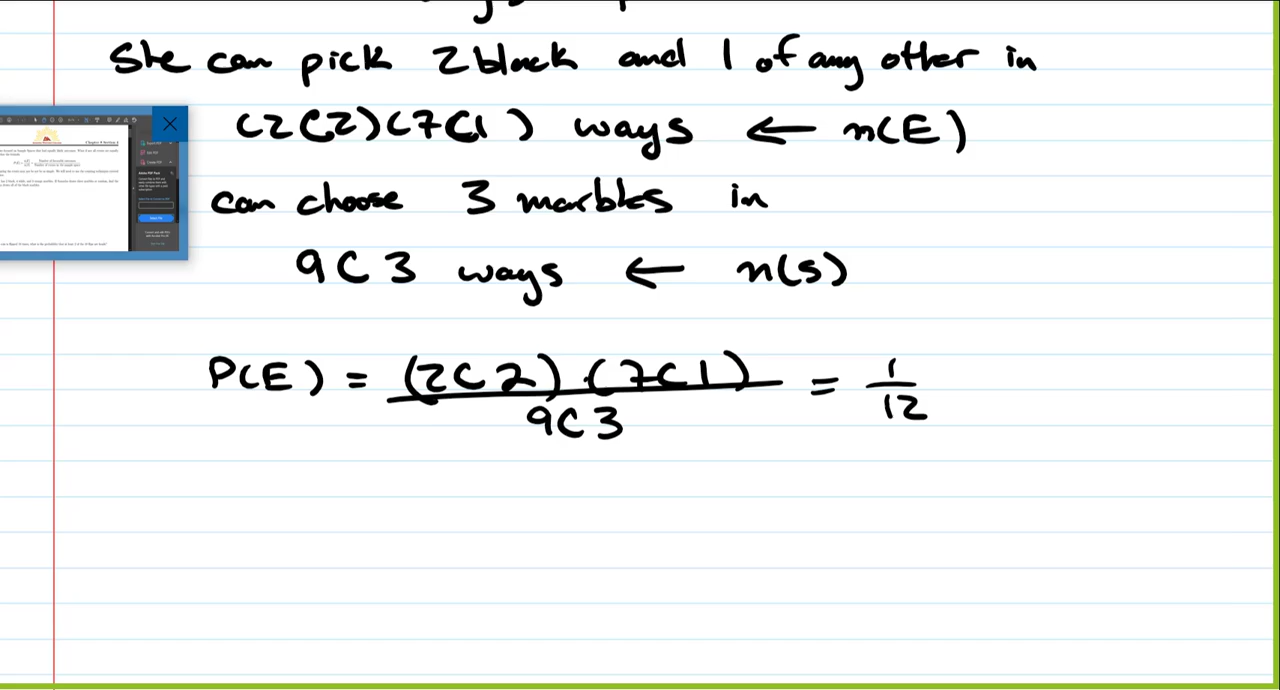 She can pick 2 black and 1 of any other in
(2C2)(7C1) ways ← n(E)
can choose 3 marbles in
9C3 ways ← n(S)
P(E) = (2C2)(7C1) / 9C3 = 1/12